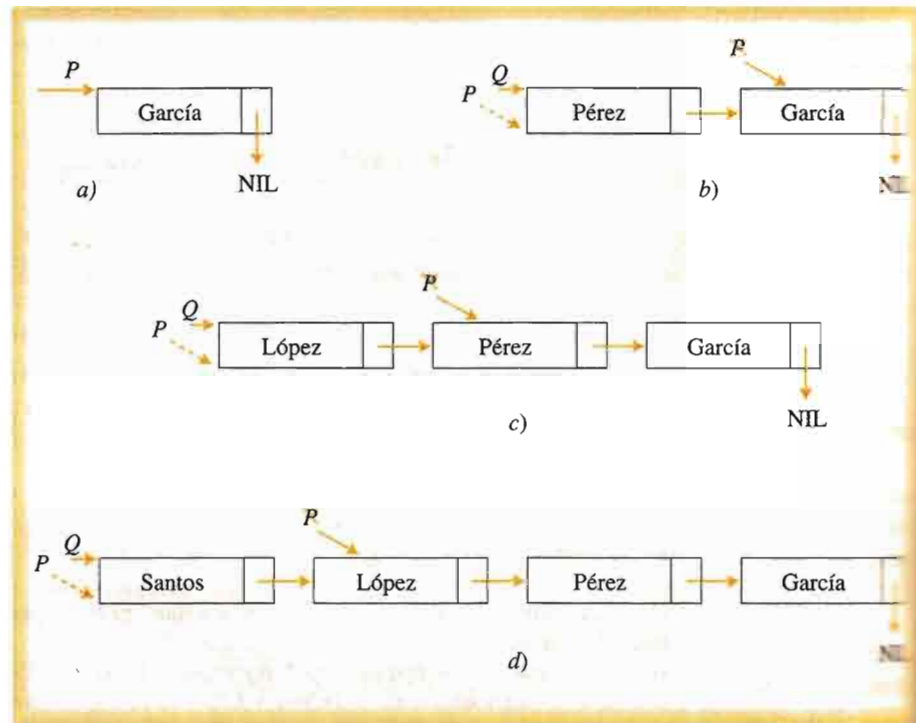 P
García
NIL
a)
P
Q
P
Pérez
García
b)
P
Q
P
López
Pérez
García
NIL
c)
P
Q
P
Santos
López
Pérez
García
d)